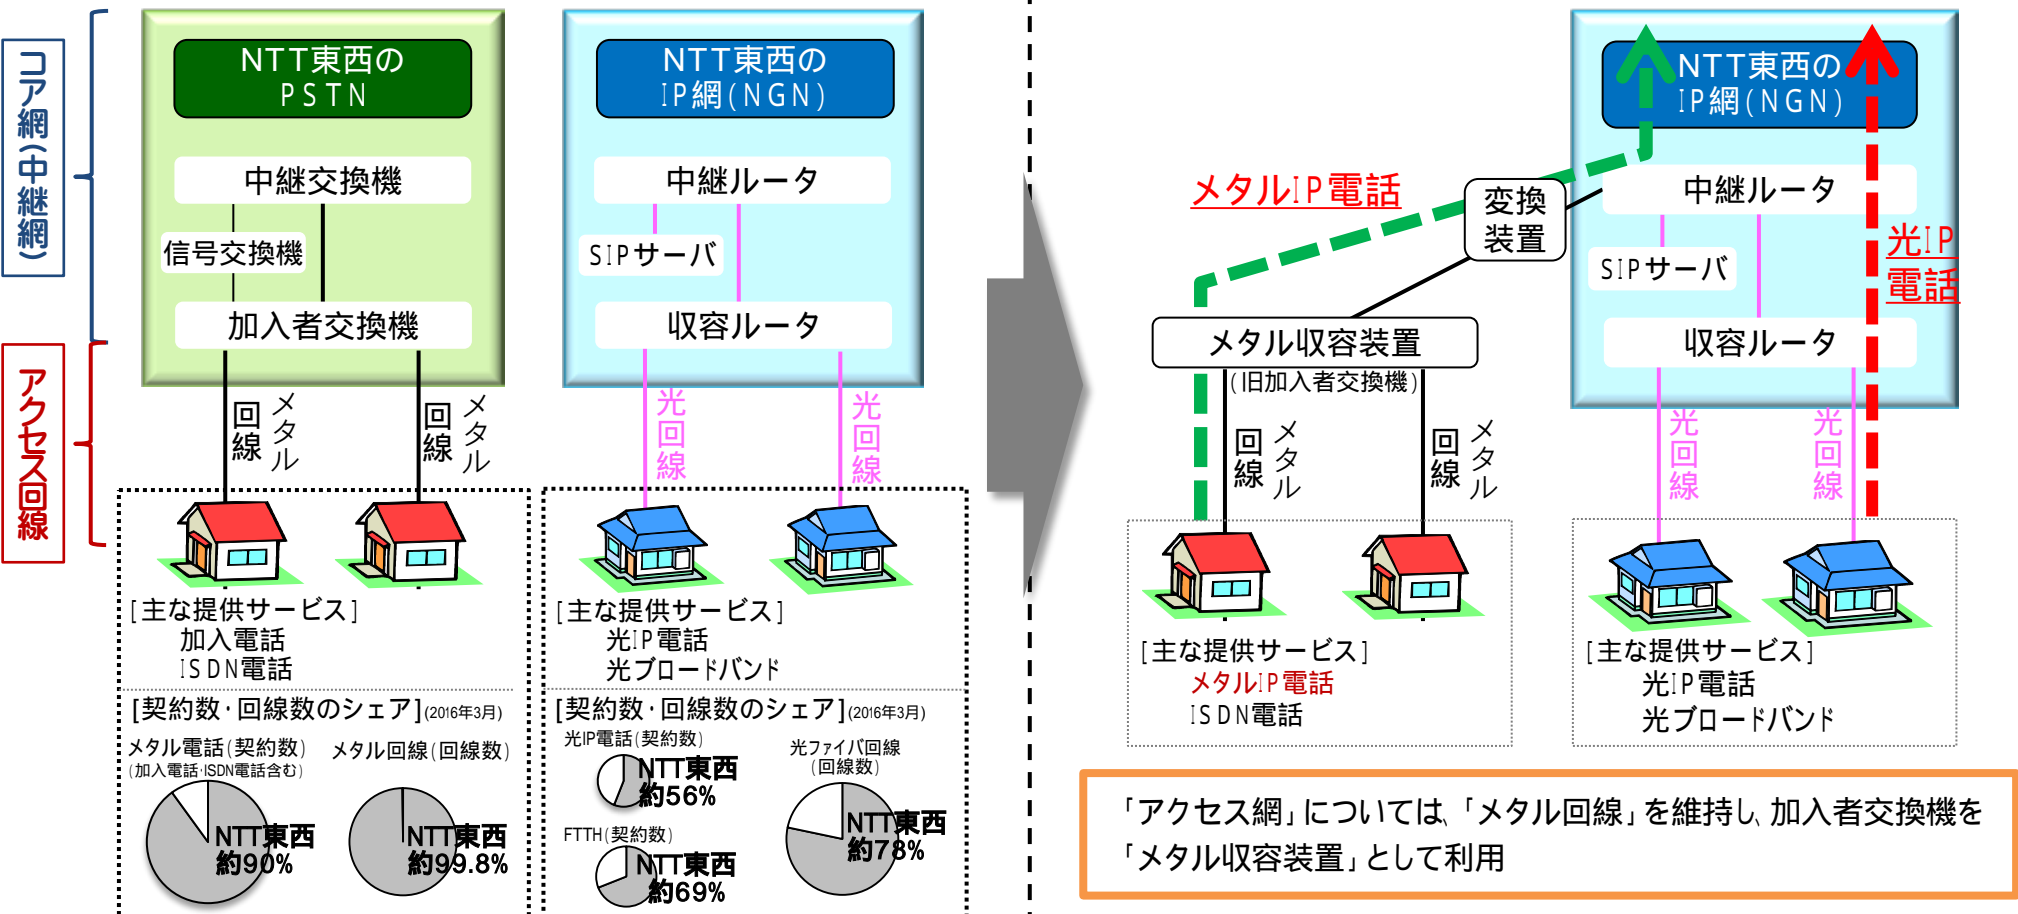 コア網(中継網)
アクセス回線
NTT東西の
PSTN
中継交換機
信号交換機
加入者交換機
メタル
回線
メタル
回線
[主な提供サービス]
加入電話
ISDN電話
[契約数・回線数のシェア](2016年3月)
メタル電話(契約数)
(加入電話・ISDN電話含む)
NTT東西
約90%
メタル回線(回線数)
NTT東西
約99.8%
NTT東西の
IP網(NGN)
中継ルータ
SIPサーバ
収容ルータ
光回線
光回線
[主な提供サービス]
光IP電話
光ブロードバンド
[契約数・回線数のシェア](2016年3月)
光IP電話(契約数)
NTT東西
約56%
FTTH(契約数)
NTT東西
約69%
光ファイバ回線
(回線数)
NTT東西
約78%
メタルIP電話
変換
装置
メタル収容装置
(旧加入者交換機)
メタル
回線
メタル
回線
[主な提供サービス]
メタルIP電話
ISDN電話
NTT東西の
IP網(NGN)
中継ルータ
SIPサーバ
収容ルータ
光IP
電話
光回線
光回線
[主な提供サービス]
光IP電話
光ブロードバンド
「アクセス網」については、「メタル回線」を維持し、加入者交換機を
「メタル収容装置」として利用